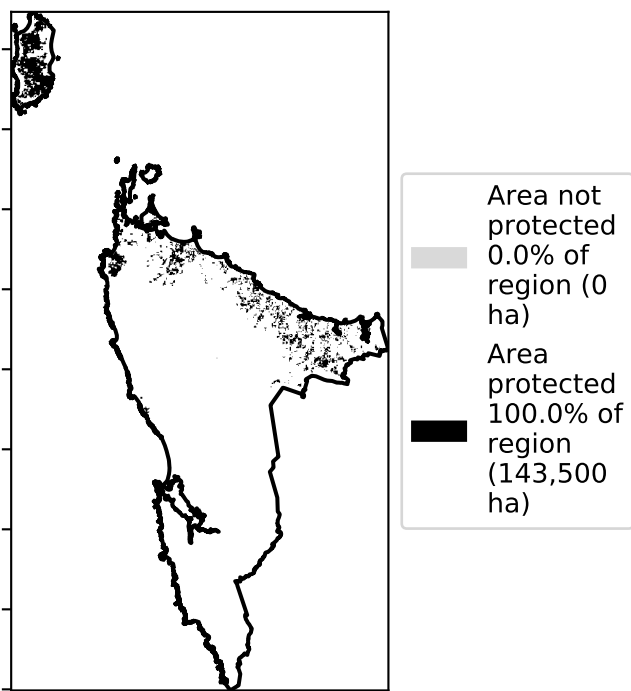 Area not
protected
0.0% of
region (0
ha)
Area
protected
100.0% of
region
(143,500
ha)